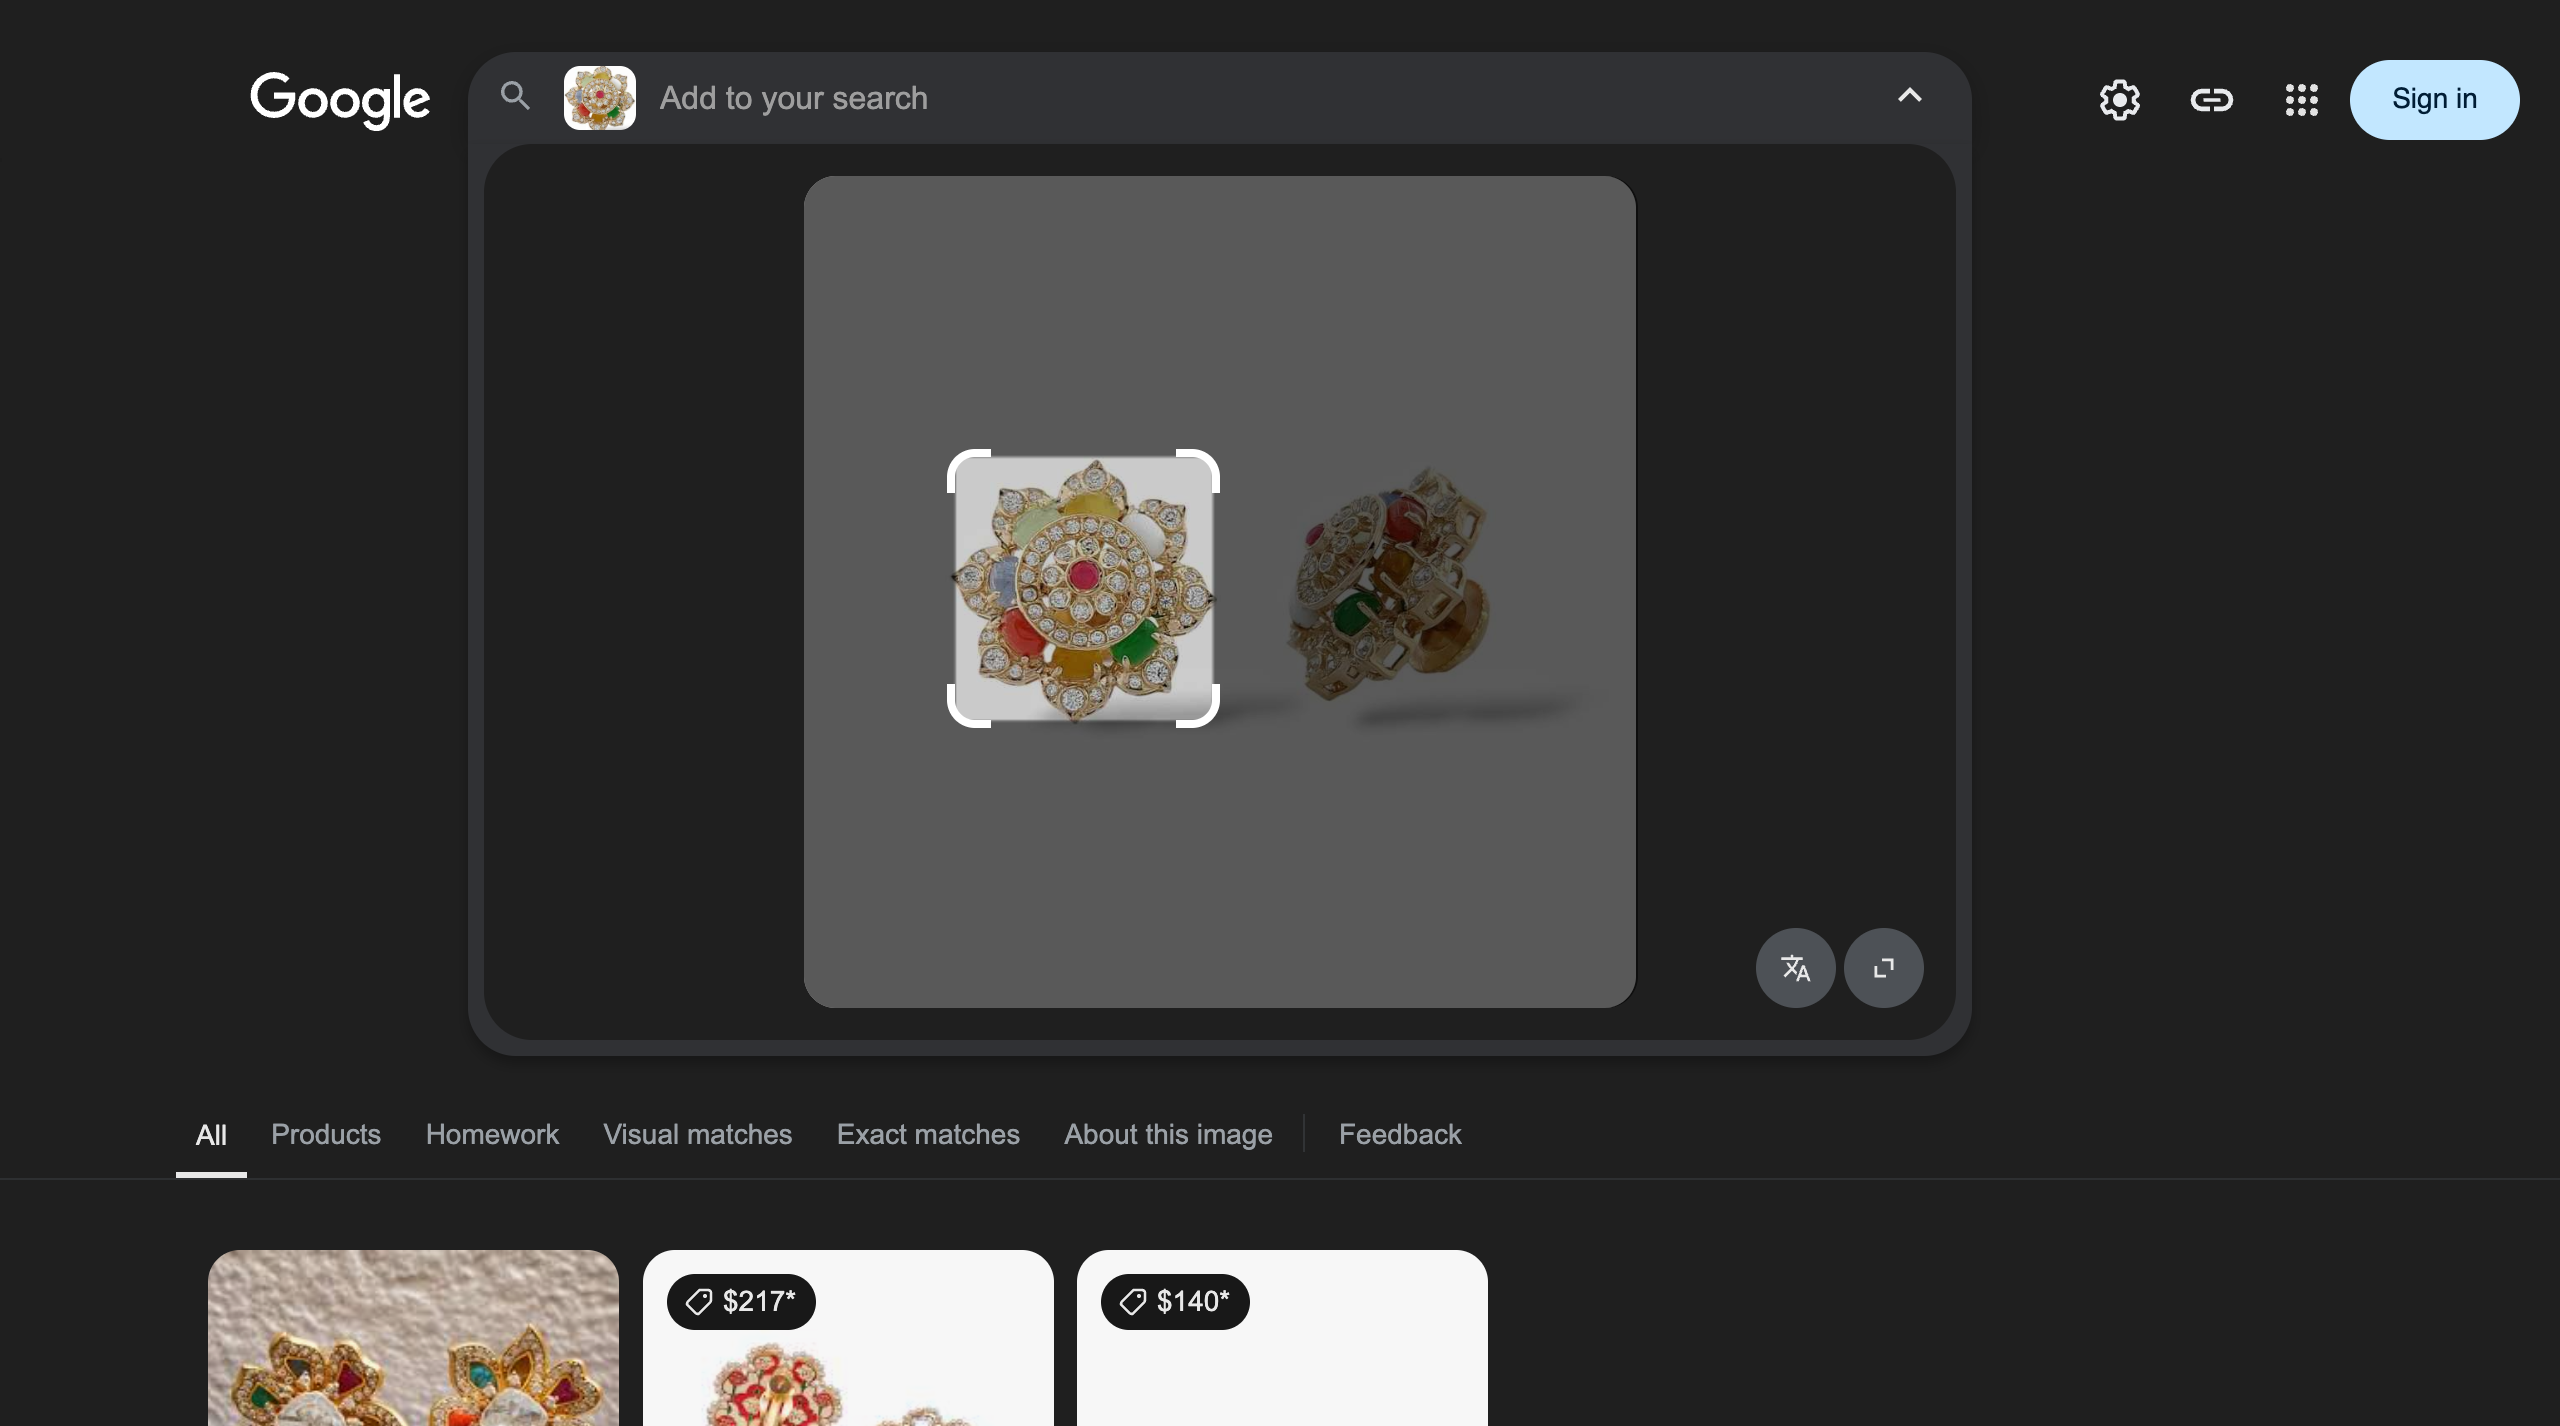 Google
Add to your search
Sign in
All
Products
Homework
Visual matches
Exact matches
About this image
Feedback
$217*
$140*